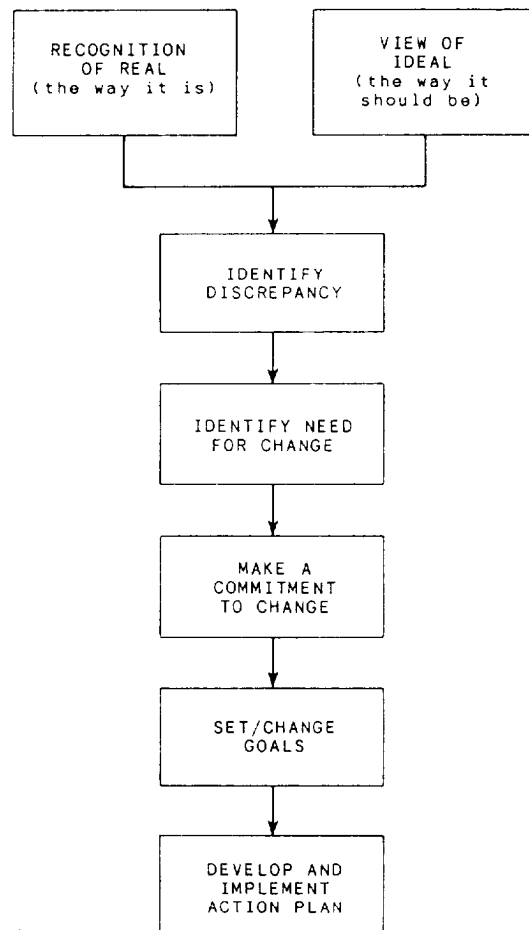 RECOGNITION
OF REAL
(the way it is)
VIEW OF
IDEAL
(the way it
should be)
IDENTIFY
DISCREPANCY
IDENTIFY NEED
FOR CHANGE
MAKE A
COMMITMENT
TO CHANGE
SET/CHANGE
GOALS
DEVELOP AND
IMPLEMENT
ACTION PLAN